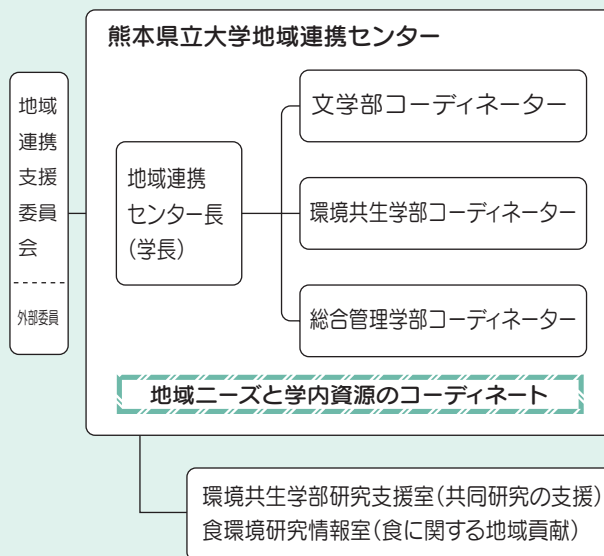 熊本県立大学地域連携センター
地域
連携
支援
委員
会
外部委員
地域連携
センター長
(学長)
文学部コーディネーター
環境共生学部コーディネーター
総合管理学部コーディネーター
地域ニーズと学内資源のコーディネート
環境共生学部研究支援室(共同研究の支援)
食環境研究情報室(食に関する地域貢献)